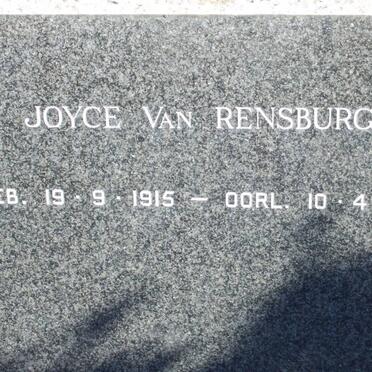 JOYCE VAN RENSBURG
EB. 19·9·1915 — OORL. 10·4